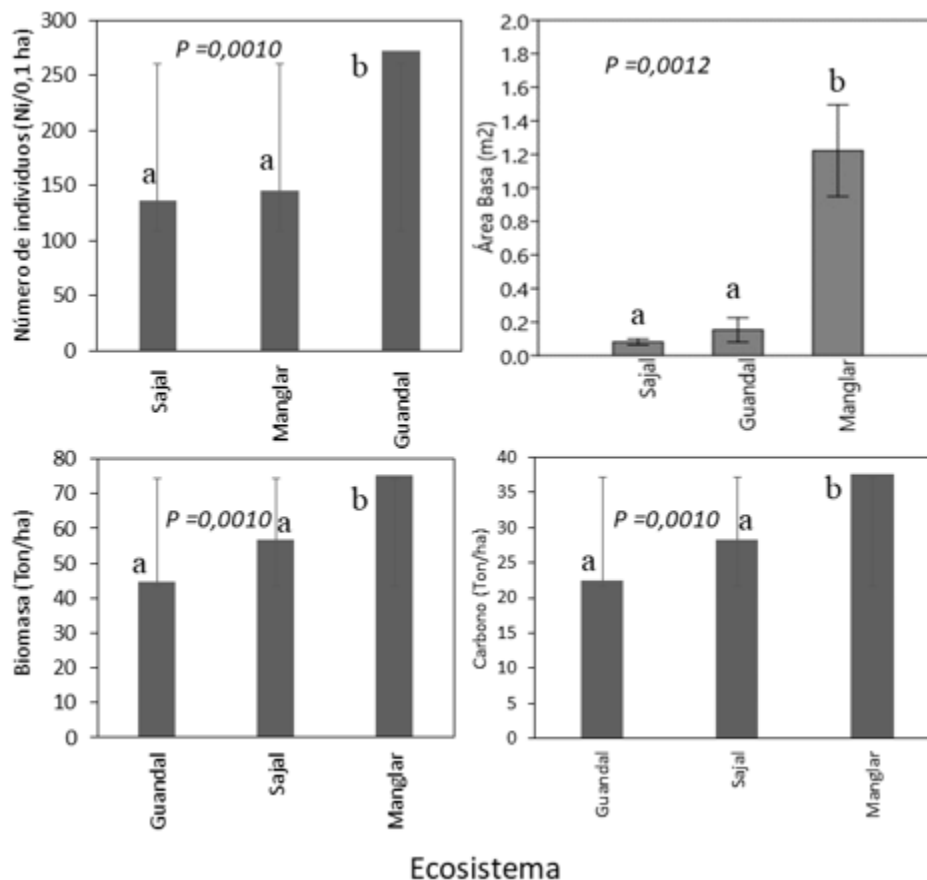 Número de individuos (Ni/0,1 ha)
300
250
200
150
100
50
0
P =0,0010
a
a
b
Sajal
Manglar
Guandal
Área Basa (m2)
2.0
1.8
1.6
1.4
1.2
1.0
0.8
0.6
0.4
0.2
0.0
P =0,0012
a
a
b
Sajal
Guandal
Manglar
Biomasa (Ton/ha)
80
70
60
50
40
30
20
10
0
P =0,0010
a
a
b
Guandal
Sajal
Manglar
Carbono (Ton/ha)
40
35
30
25
20
15
10
5
0
P =0,0010
a
a
b
Guandal
Sajal
Manglar
Ecosistema